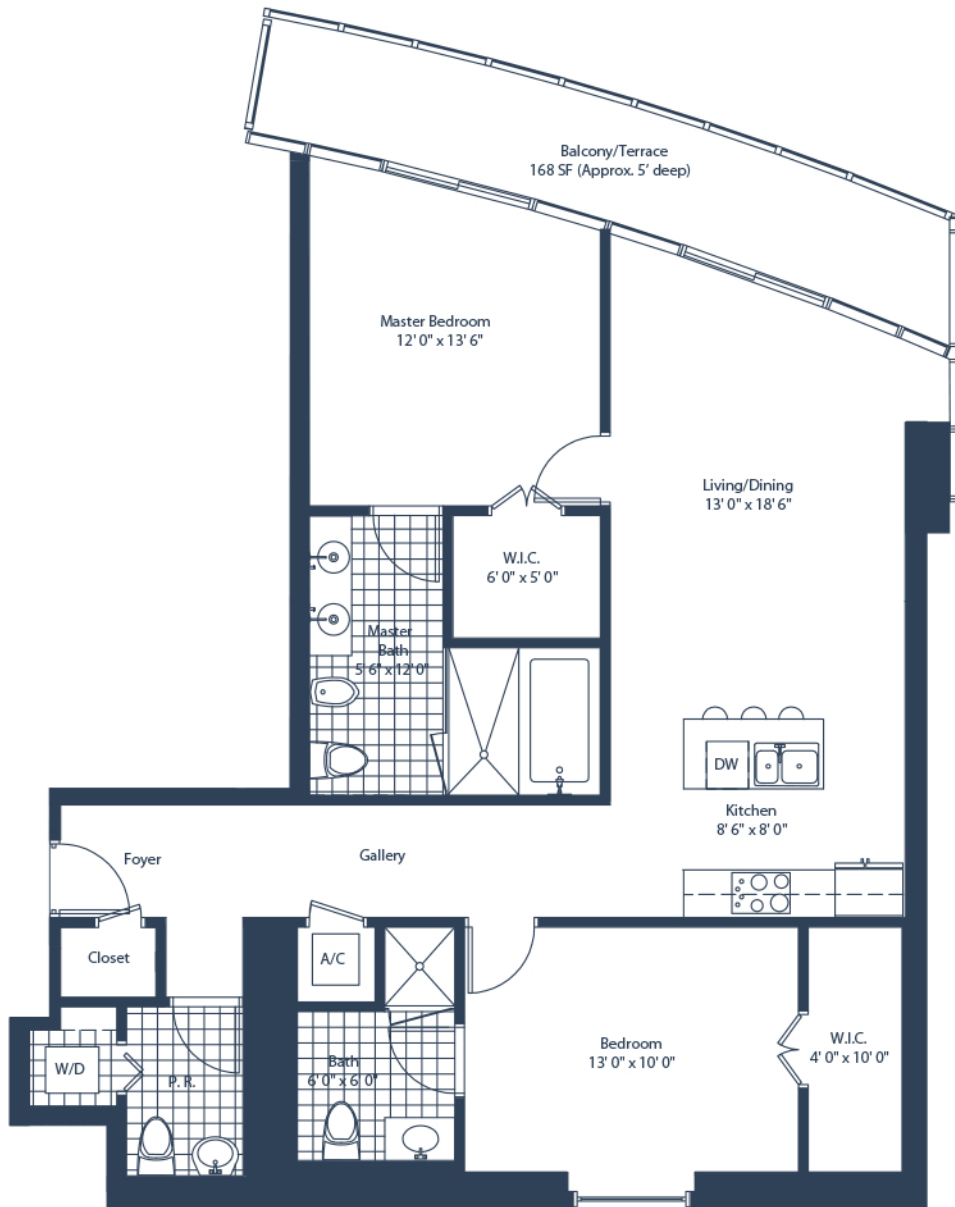 Balcony/Terrace
168 SF (Approx. 5' deep)
Master Bedroom
12' 0" x 13' 6"
Living/Dining
13' 0" x 18' 6"
W.I.C.
6' 0" x 5' 0"
Master
Bath
5' 6" x 12' 0"
DW
Kitchen
8' 6" x 8' 0"
Foyer
Gallery
Closet
A/C
W/D
P. R.
Bath
6' 0" x 6' 0"
Bedroom
13' 0" x 10' 0"
W.I.C.
4' 0" x 10' 0"